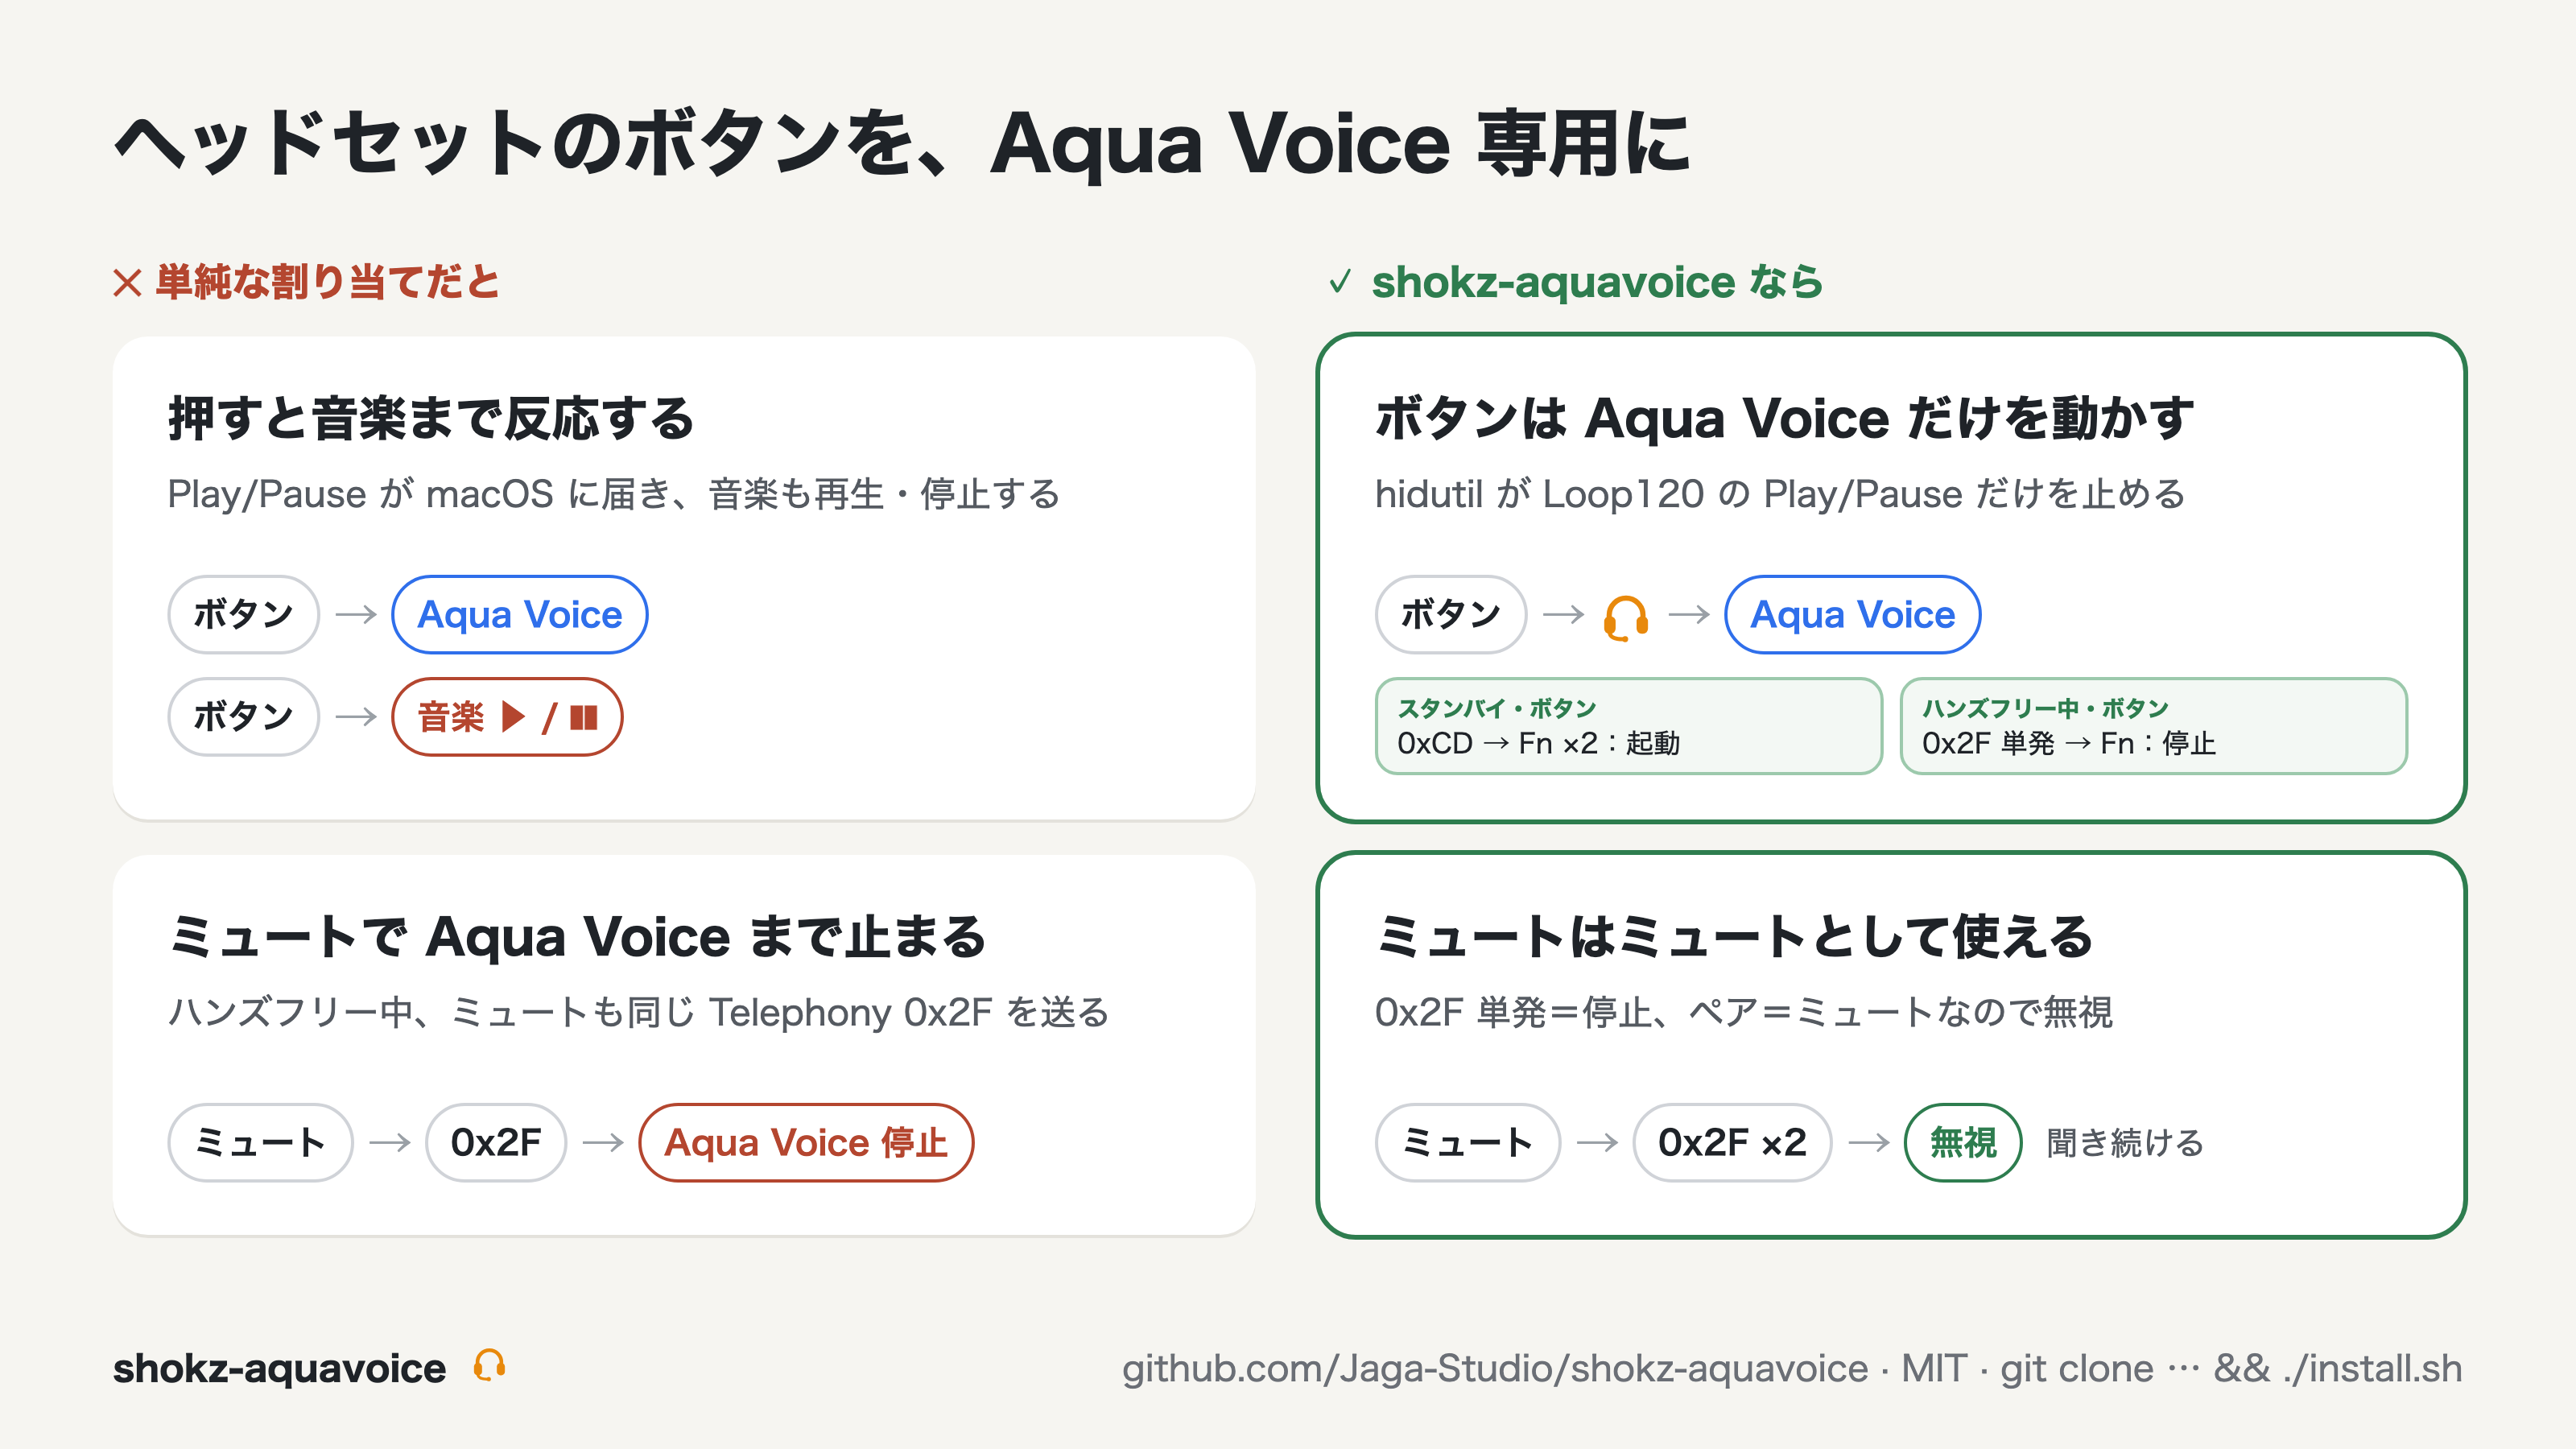 ヘッドセットのボタンを、Aqua Voice 専用に
× 単純な割り当てだと
押すと音楽まで反応する
Play/Pause が macOS に届き、音楽も再生・停止する
ボタン → Aqua Voice
ボタン → 音楽 ▶ / ▮▮
ミュートで Aqua Voice まで止まる
ハンズフリー中、ミュートも同じ Telephony 0x2F を送る
ミュート → 0x2F → Aqua Voice 停止
✓ shokz-aquavoice なら
ボタンは Aqua Voice だけを動かす
hidutil が Loop120 の Play/Pause だけを止める
ボタン → → Aqua Voice
スタンバイ・ボタン
0xCD → Fn ×2：起動
ハンズフリー中・ボタン
0x2F 単発 → Fn：停止
ミュートはミュートとして使える
0x2F 単発＝停止、ペア＝ミュートなので無視
ミュート → 0x2F ×2 → 無視 聞き続ける
shokz-aquavoice
github.com/Jaga-Studio/shokz-aquavoice · MIT · git clone … && ./install.sh